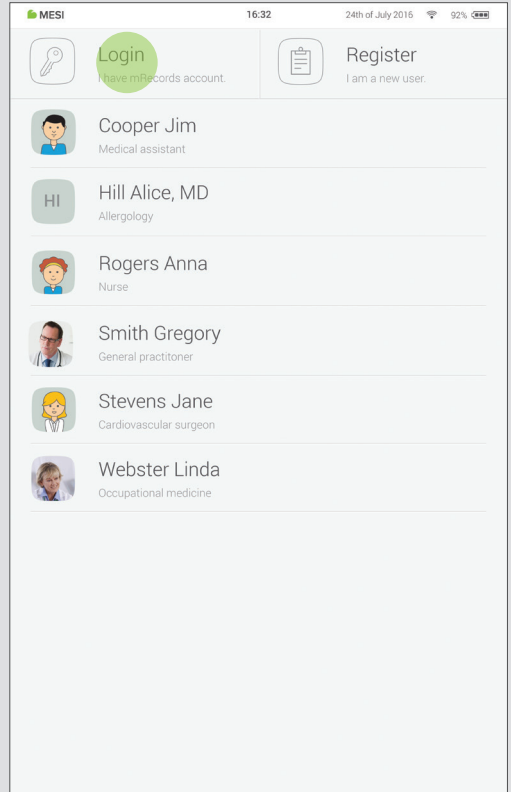 MESI 16:32 24th of July 2016 92%
Login Register
I have mRecords account. I am a new user.
Cooper Jim
Medical assistant
HI
Hill Alice, MD
Allergology
Rogers Anna
Nurse
Smith Gregory
General practitoner
Stevens Jane
Cardiovascular surgeon
Webster Linda
Occupational medicine